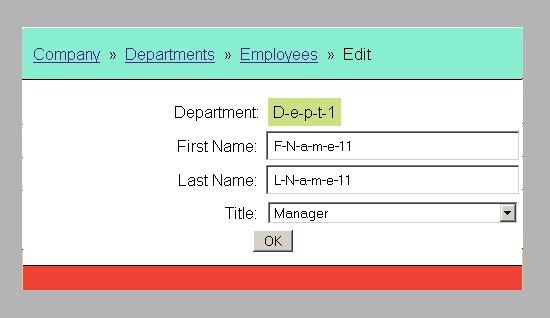 Company » Departments » Employees » Edit
Department: D-e-p-t-1
First Name: F-N-a-m-e-11
Last Name: L-N-a-m-e-11
Title: Manager
OK